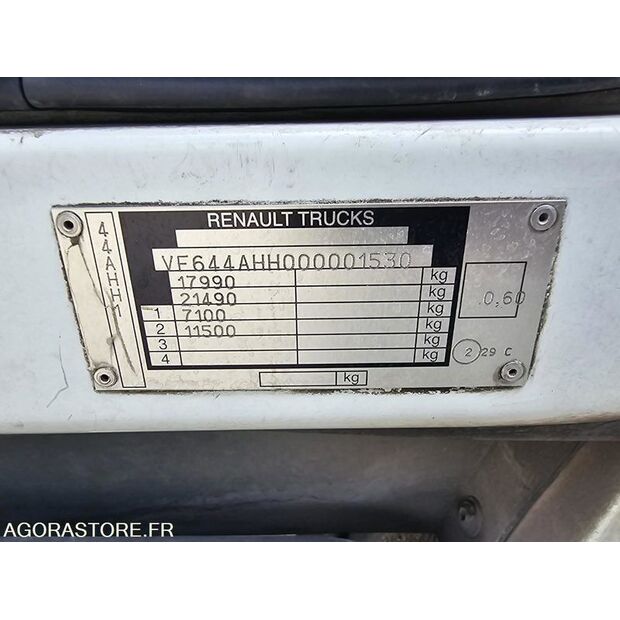 RENAULT TRUCKS
44AHH1
VF644AHH000001530
17990 kg
21490 kg
1 7100 kg
2 11500 kg
3 kg
4 kg
kg
.0,60
2 29 C
AGORASTORE.FR